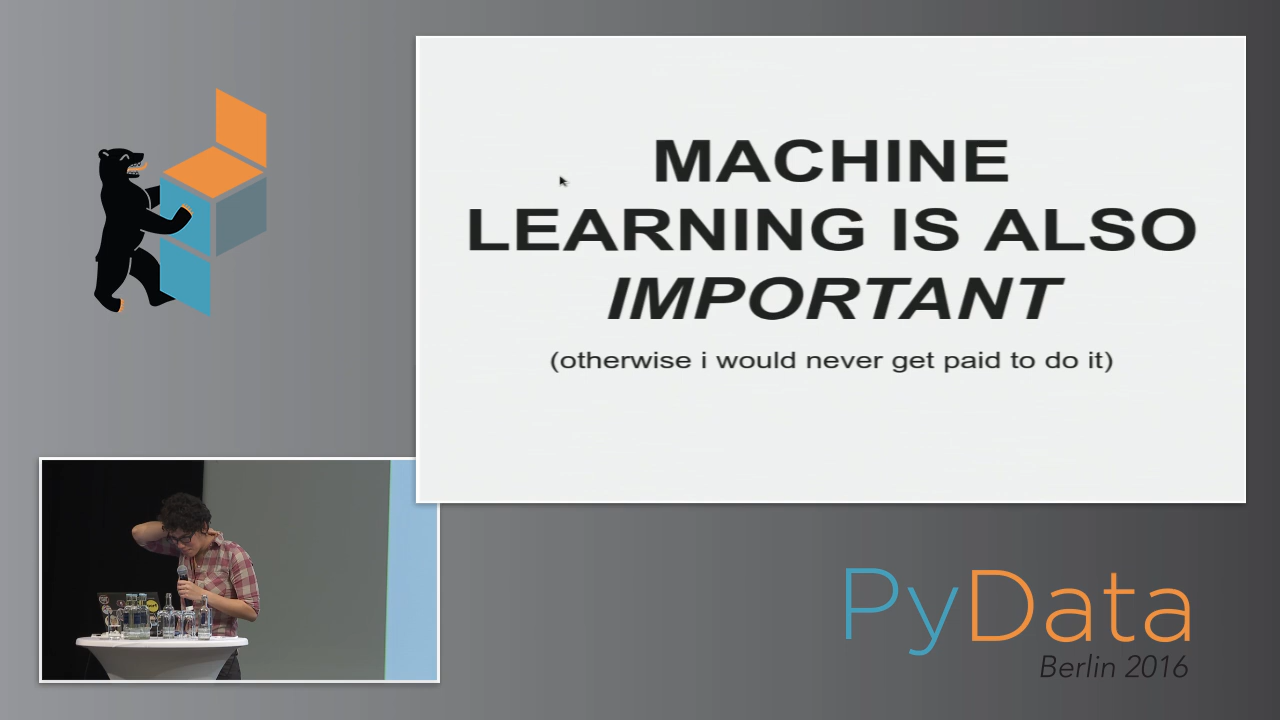 MACHINE
LEARNING IS ALSO
IMPORTANT
(otherwise i would never get paid to do it)
PyData
Berlin 2016